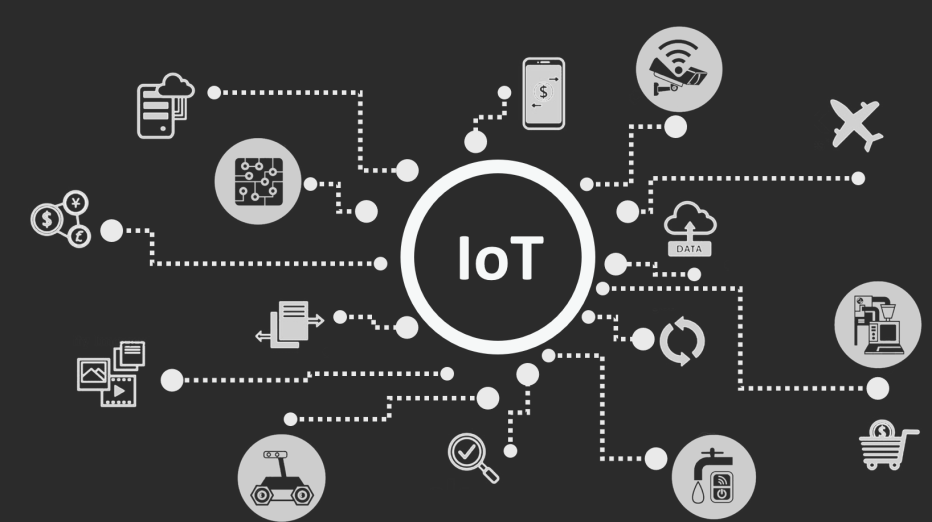 $
¥
$
£
IoT
DATA
$